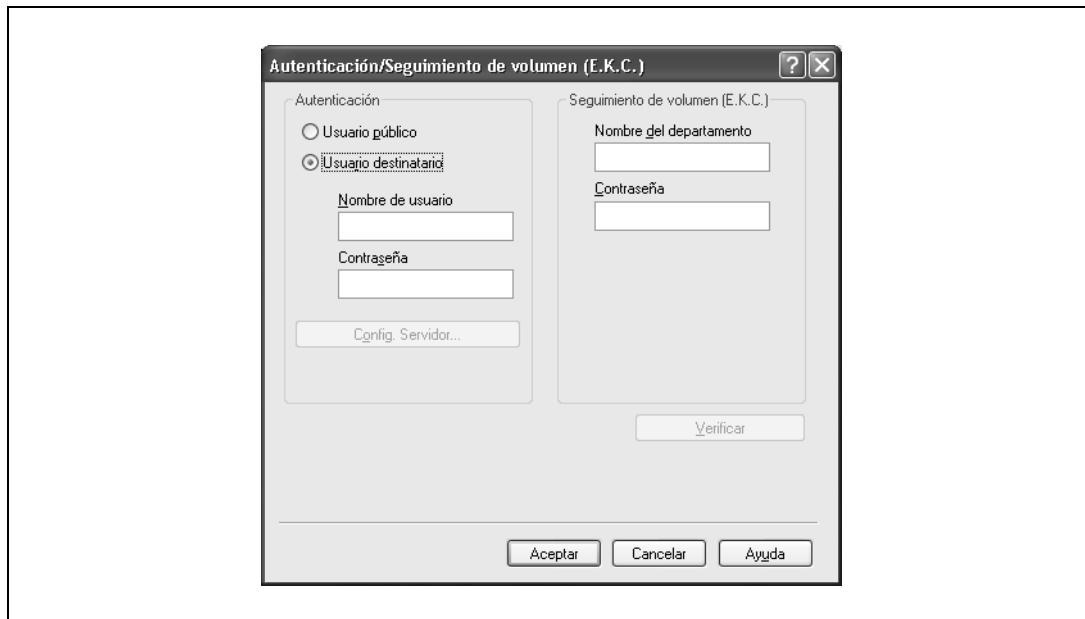 Autenticación/Seguimiento de volumen (E.K.C.)
Autenticación
Usuario público
Usuario destinatario
Nombre de usuario
Contraseña
Config. Servidor...
Seguimiento de volumen (E.K.C.)
Nombre del departamento
Contraseña
Verificar
Aceptar
Cancelar
Ayuda